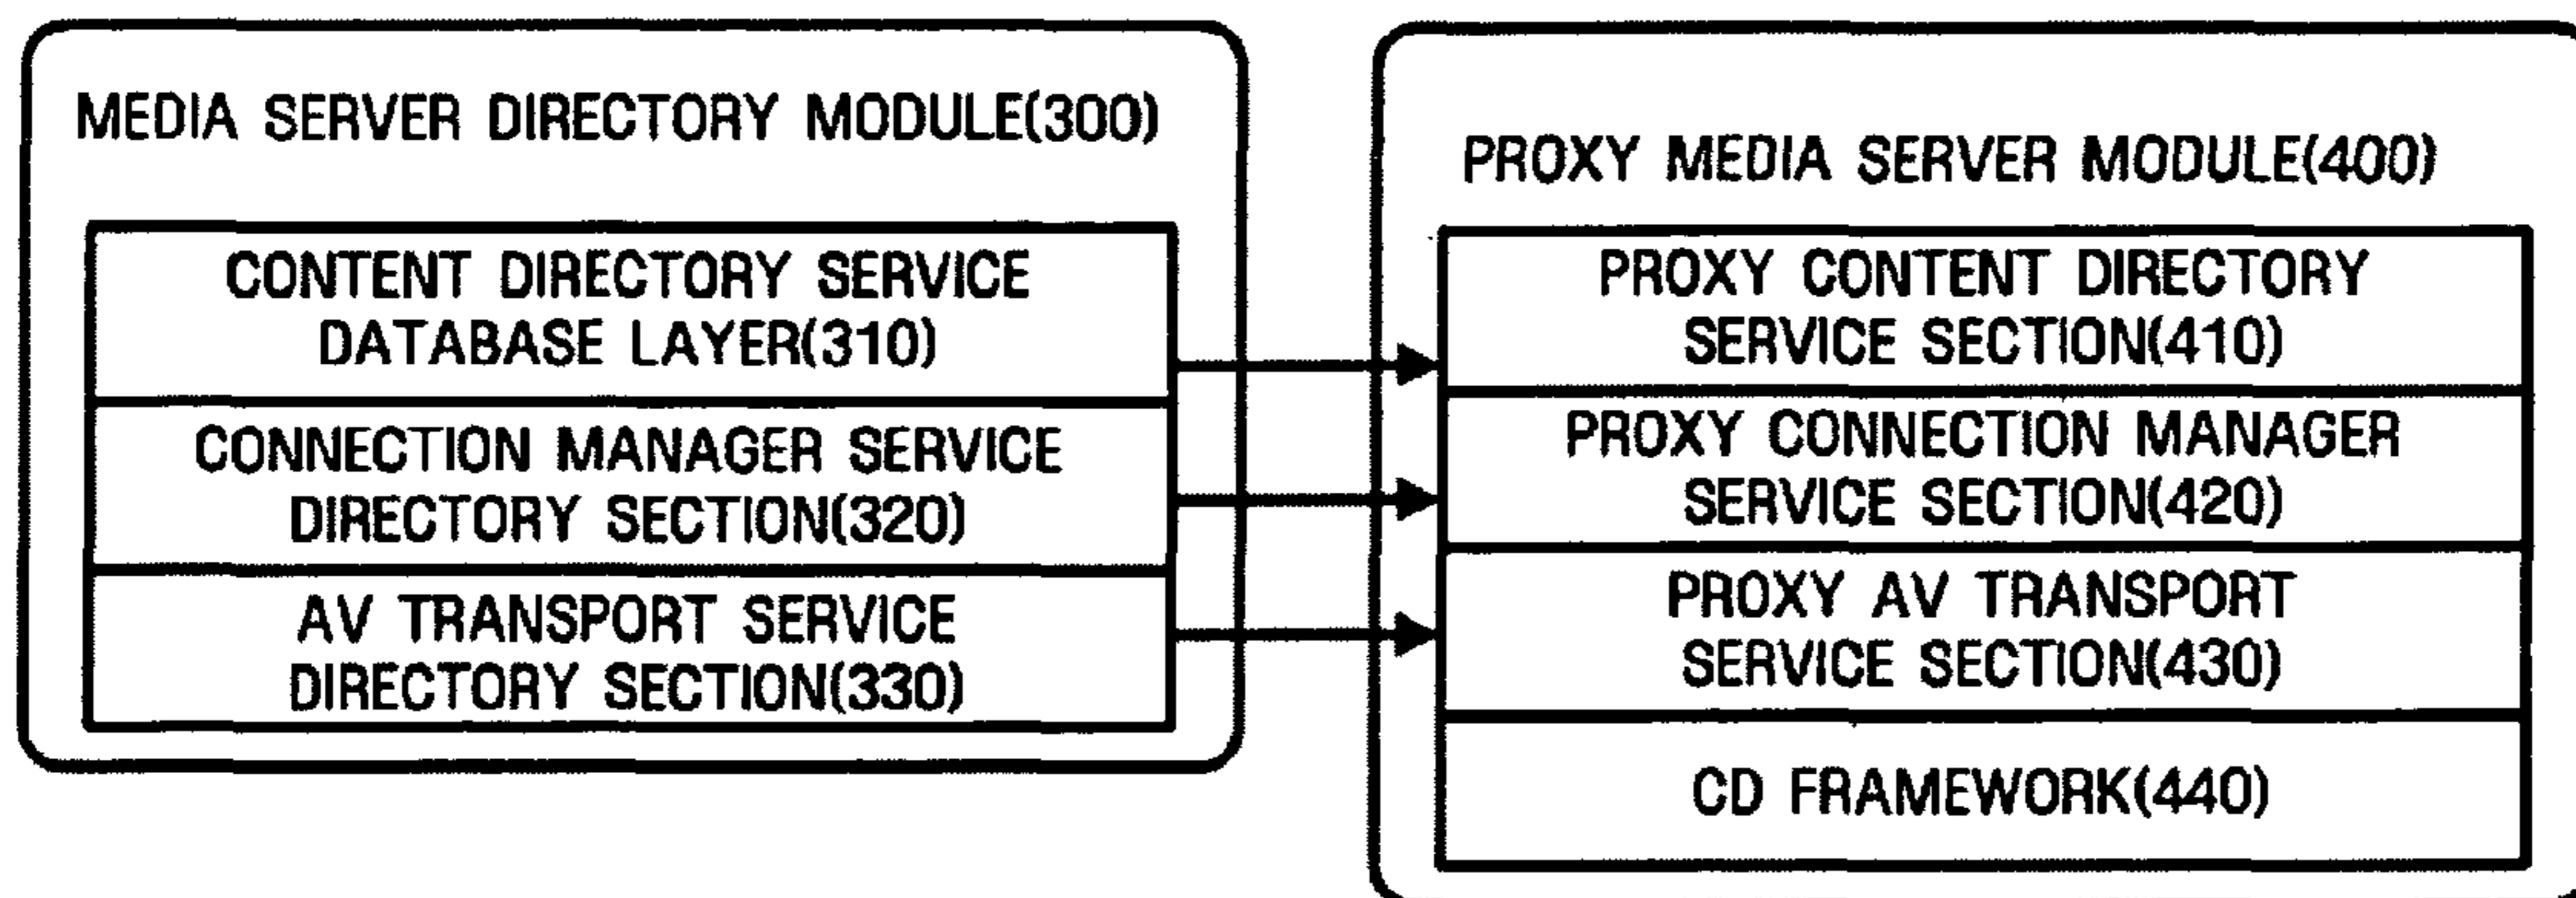 MEDIA SERVER DIRECTORY MODULE(300)
CONTENT DIRECTORY SERVICE
DATABASE LAYER(310)
CONNECTION MANAGER SERVICE
DIRECTORY SECTION(320)
AV TRANSPORT SERVICE
DIRECTORY SECTION(330)
PROXY MEDIA SERVER MODULE(400)
PROXY CONTENT DIRECTORY
SERVICE SECTION(410)
PROXY CONNECTION MANAGER
SERVICE SECTION(420)
PROXY AV TRANSPORT
SERVICE SECTION(430)
CD FRAMEWORK(440)